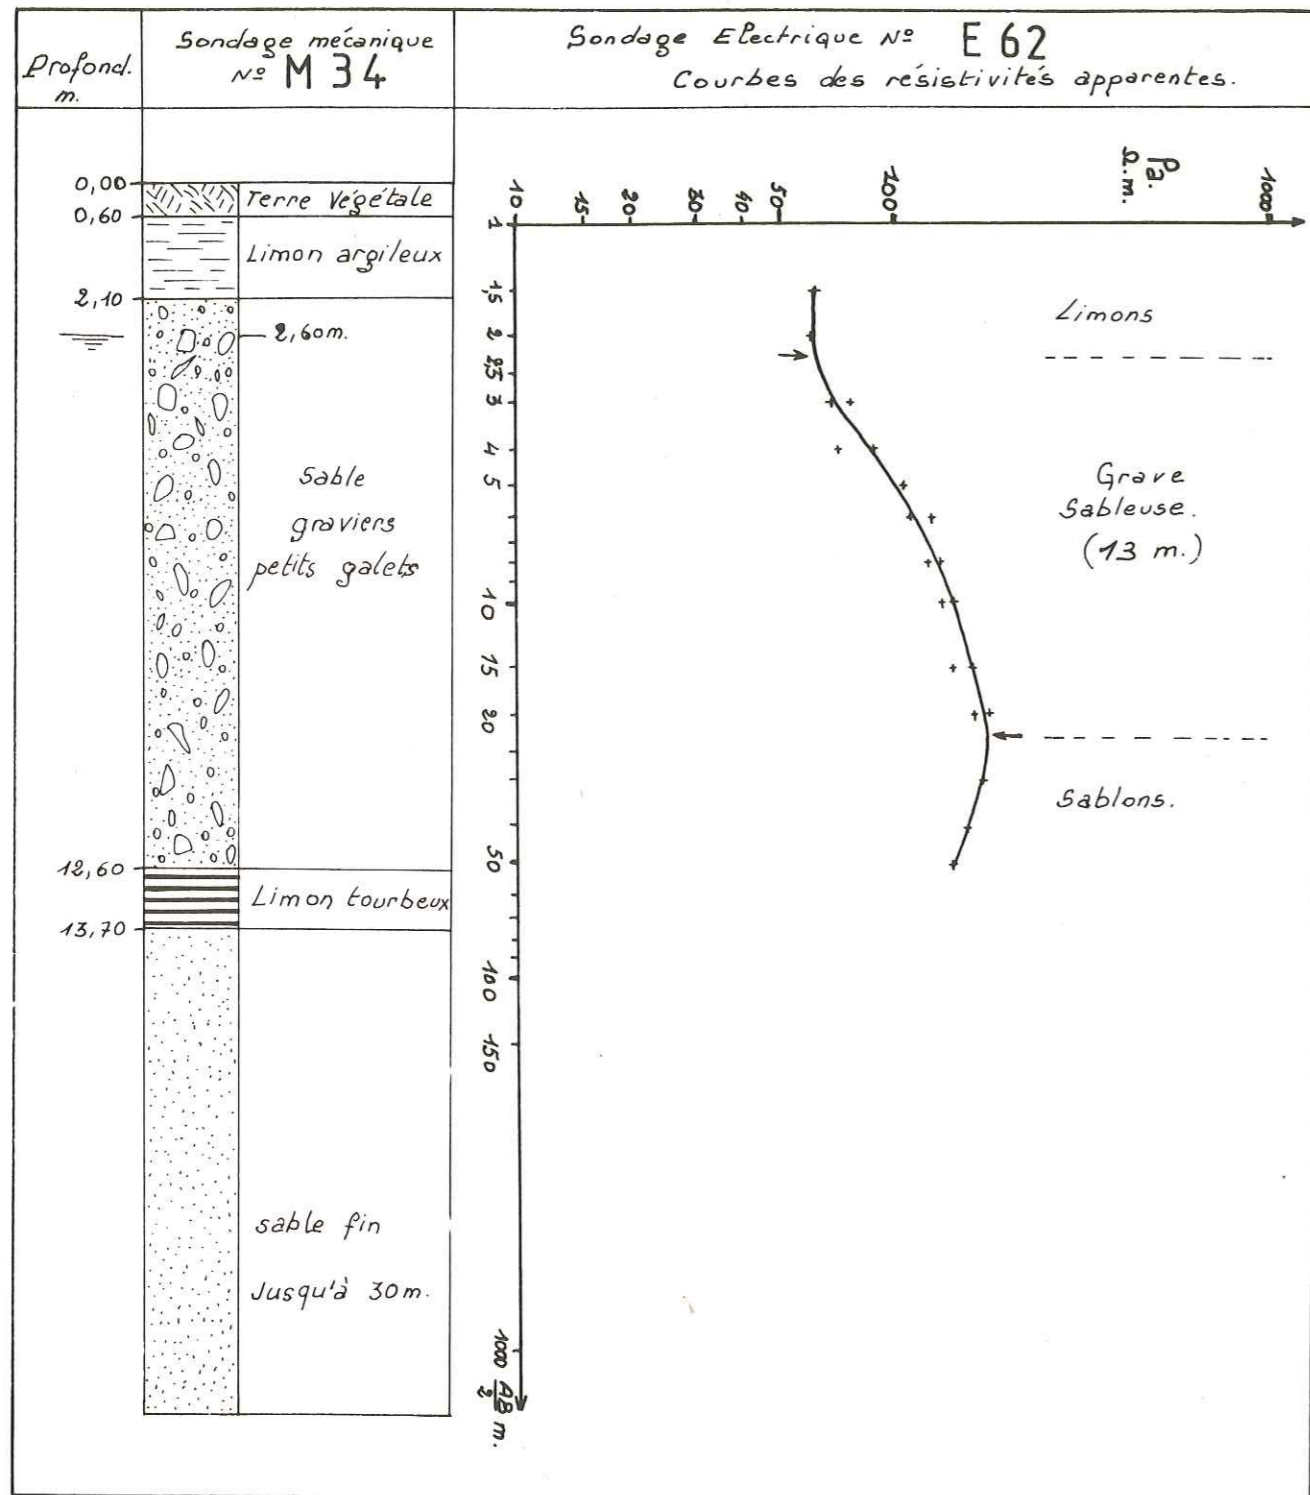 Profond.
m.
Sondage mécanique
N° M 34
Sondage Electrique N° E 62
Courbes des résistivités apparentes.
0,00
0,60
2,10
12,60
13,70
Terre Végétale
Limon argileux
2,60m.
Sable
graviers
petits galets
Limon tourbeux
sable fin
Jusqu'à 30m.
10
15
20
30
40
50
100
ρa.
Ω.m.
1000
1
1,5
2
2,5
3
4
5
10
15
20
50
100
150
1000
AB
2
m.
Limons
Grave
Sableuse.
(13 m.)
Sablons.